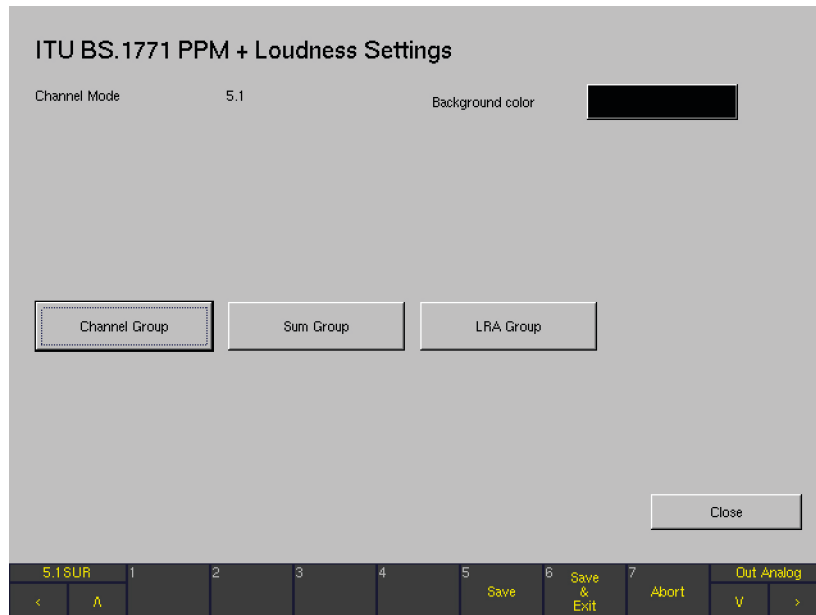 ITU BS.1771 PPM + Loudness Settings
Channel Mode 5.1 Background color
Channel Group Sum Group LRA Group
Close
5.1SUR 1 2 3 4 5 6 7 Out Analog
Save Save & Exit Abort
< Λ V >